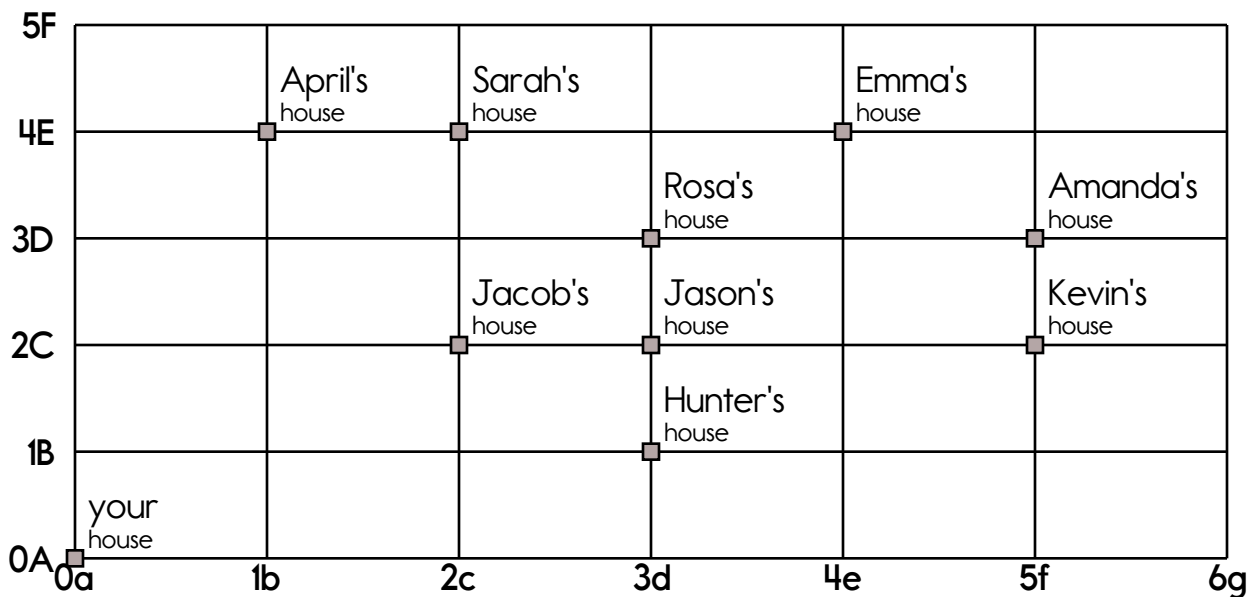 5F
April's
house
Sarah's
house
Emma's
house
4E
Rosa's
house
Amanda's
house
3D
Jacob's
house
Jason's
house
Kevin's
house
2C
Hunter's
house
1B
your
house
0A
0a 1b 2c 3d 4e 5f 6g